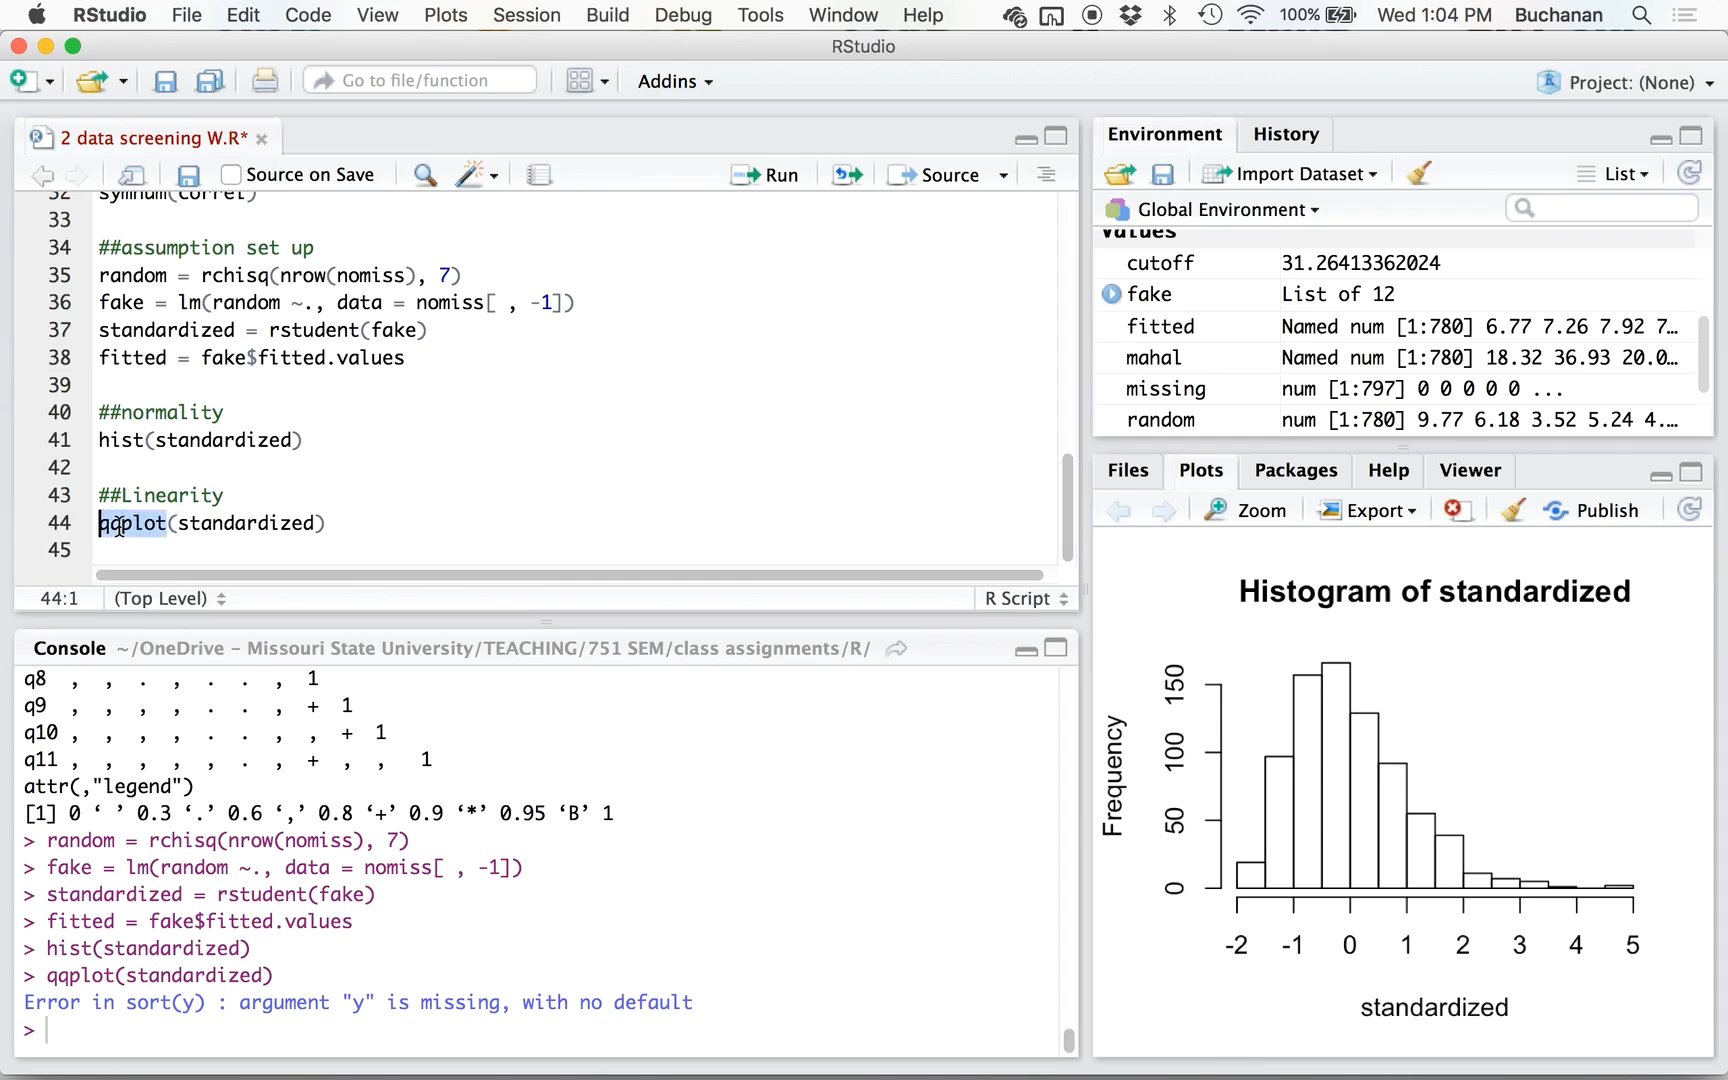 RStudio File Edit Code View Plots Session Build Debug Tools Window Help 100% Wed 1:04 PM Buchanan
RStudio
Go to file/function Addins Project: (None)
2 data screening W.R*
Source on Save Run Source
32 symnum(correl)
33
34 ##assumption set up
35 random = rchisq(nrow(nomiss), 7)
36 fake = lm(random ~., data = nomiss[ , -1])
37 standardized = rstudent(fake)
38 fitted = fake$fitted.values
39
40 ##normality
41 hist(standardized)
42
43 ##Linearity
44 qqplot(standardized)
45
44:1 (Top Level) R Script
Console ~/OneDrive - Missouri State University/TEACHING/751 SEM/class assignments/R/
q8 , , . , . . , 1
q9 , , , , . . , + 1
q10 , , , , . . , , + 1
q11 , , , , , . , + , , 1
attr(,"legend")
[1] 0 ‘ ’ 0.3 ‘.’ 0.6 ‘,’ 0.8 ‘+’ 0.9 ‘*’ 0.95 ‘B’ 1
> random = rchisq(nrow(nomiss), 7)
> fake = lm(random ~., data = nomiss[ , -1])
> standardized = rstudent(fake)
> fitted = fake$fitted.values
> hist(standardized)
> qqplot(standardized)
Error in sort(y) : argument "y" is missing, with no default
>
Environment History
Import Dataset List
Global Environment
Values
cutoff 31.26413362024
fake List of 12
fitted Named num [1:780] 6.77 7.26 7.92 7…
mahal Named num [1:780] 18.32 36.93 20.0…
missing num [1:797] 0 0 0 0 0 ...
random num [1:780] 9.77 6.18 3.52 5.24 4.…
Files Plots Packages Help Viewer
Zoom Export Publish
Histogram of standardized
Frequency
150
100
50
0
-2 -1 0 1 2 3 4 5
standardized